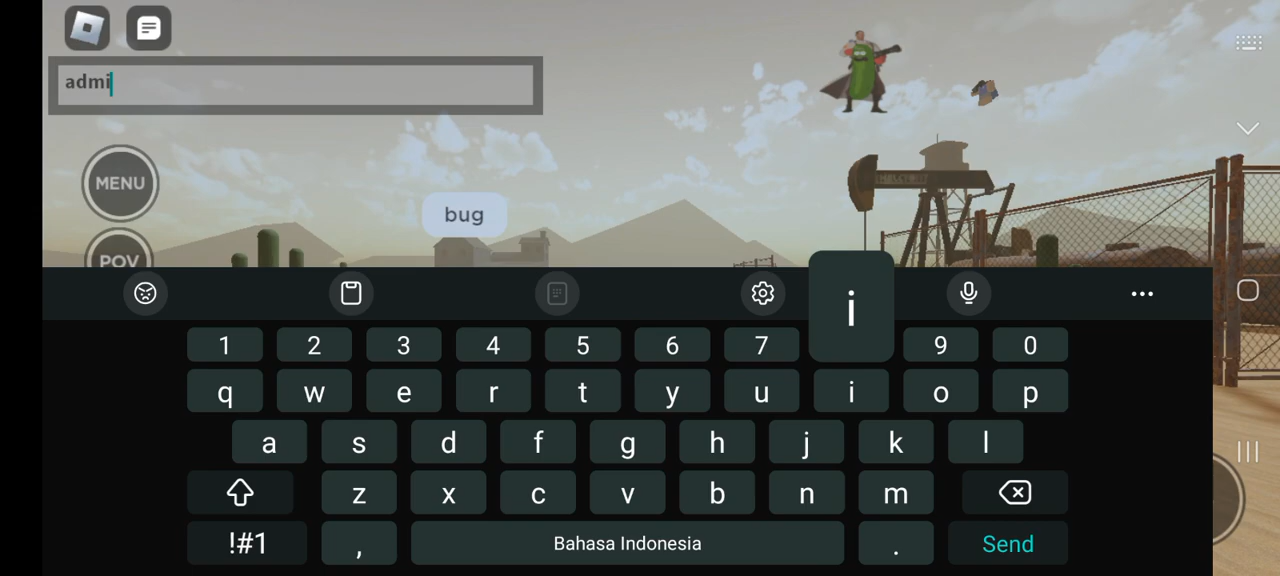 admi
MENU
bug
POV
i
1 2 3 4 5 6 7 9 0
q w e r t y u i o p
a s d f g h j k l
z x c v b n m
!#1 , Bahasa Indonesia . Send